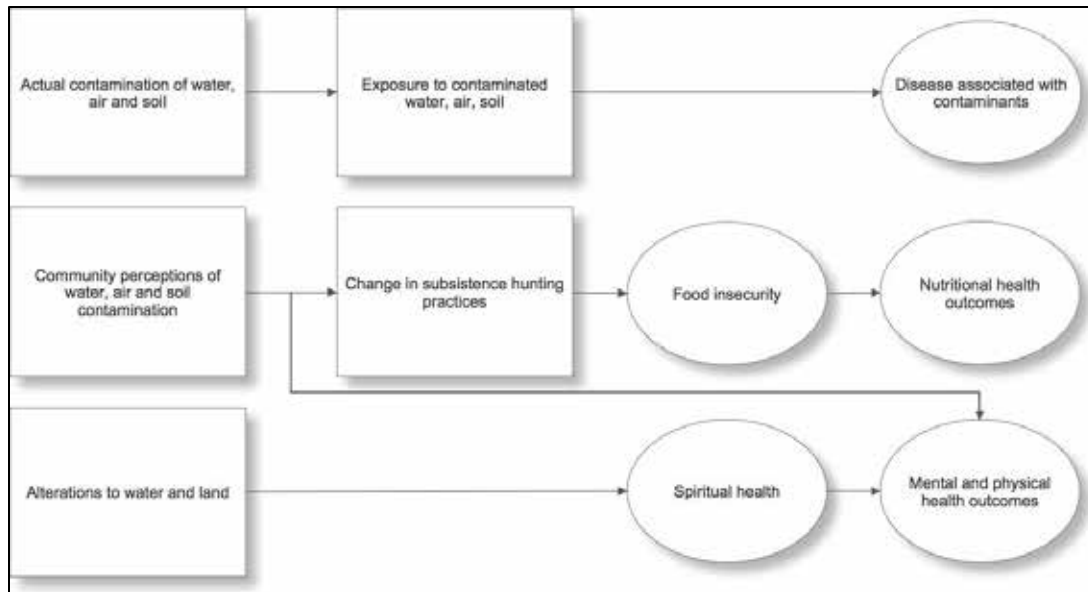 Actual contamination of water,
air and soil
Exposure to contaminated
water, air, soil
Disease associated with
contaminants
Community perceptions of
water, air and soil
contamination
Change in subsistence hunting
practices
Food insecurity
Nutritional health
outcomes
Alterations to water and land
Spiritual health
Mental and physical
health outcomes